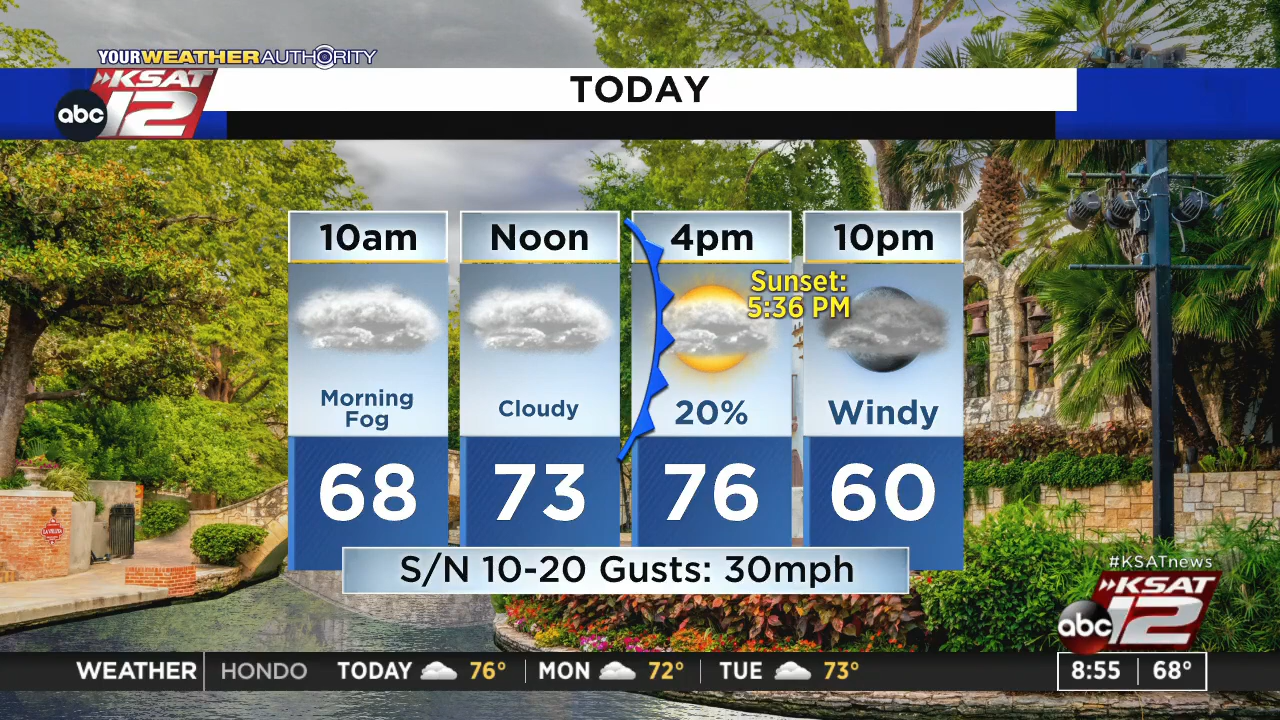 YOURWEATHERAUTHORITY
KSAT
abc 12
TODAY
10am
Noon
4pm
10pm
Sunset:
5:36 PM
Morning
Fog
Cloudy
20%
Windy
68
73
76
60
S/N 10-20 Gusts: 30mph
#KSATnews
KSAT
abc 12
WEATHER HONDO TODAY 76° MON 72° TUE 73° 8:55 68°